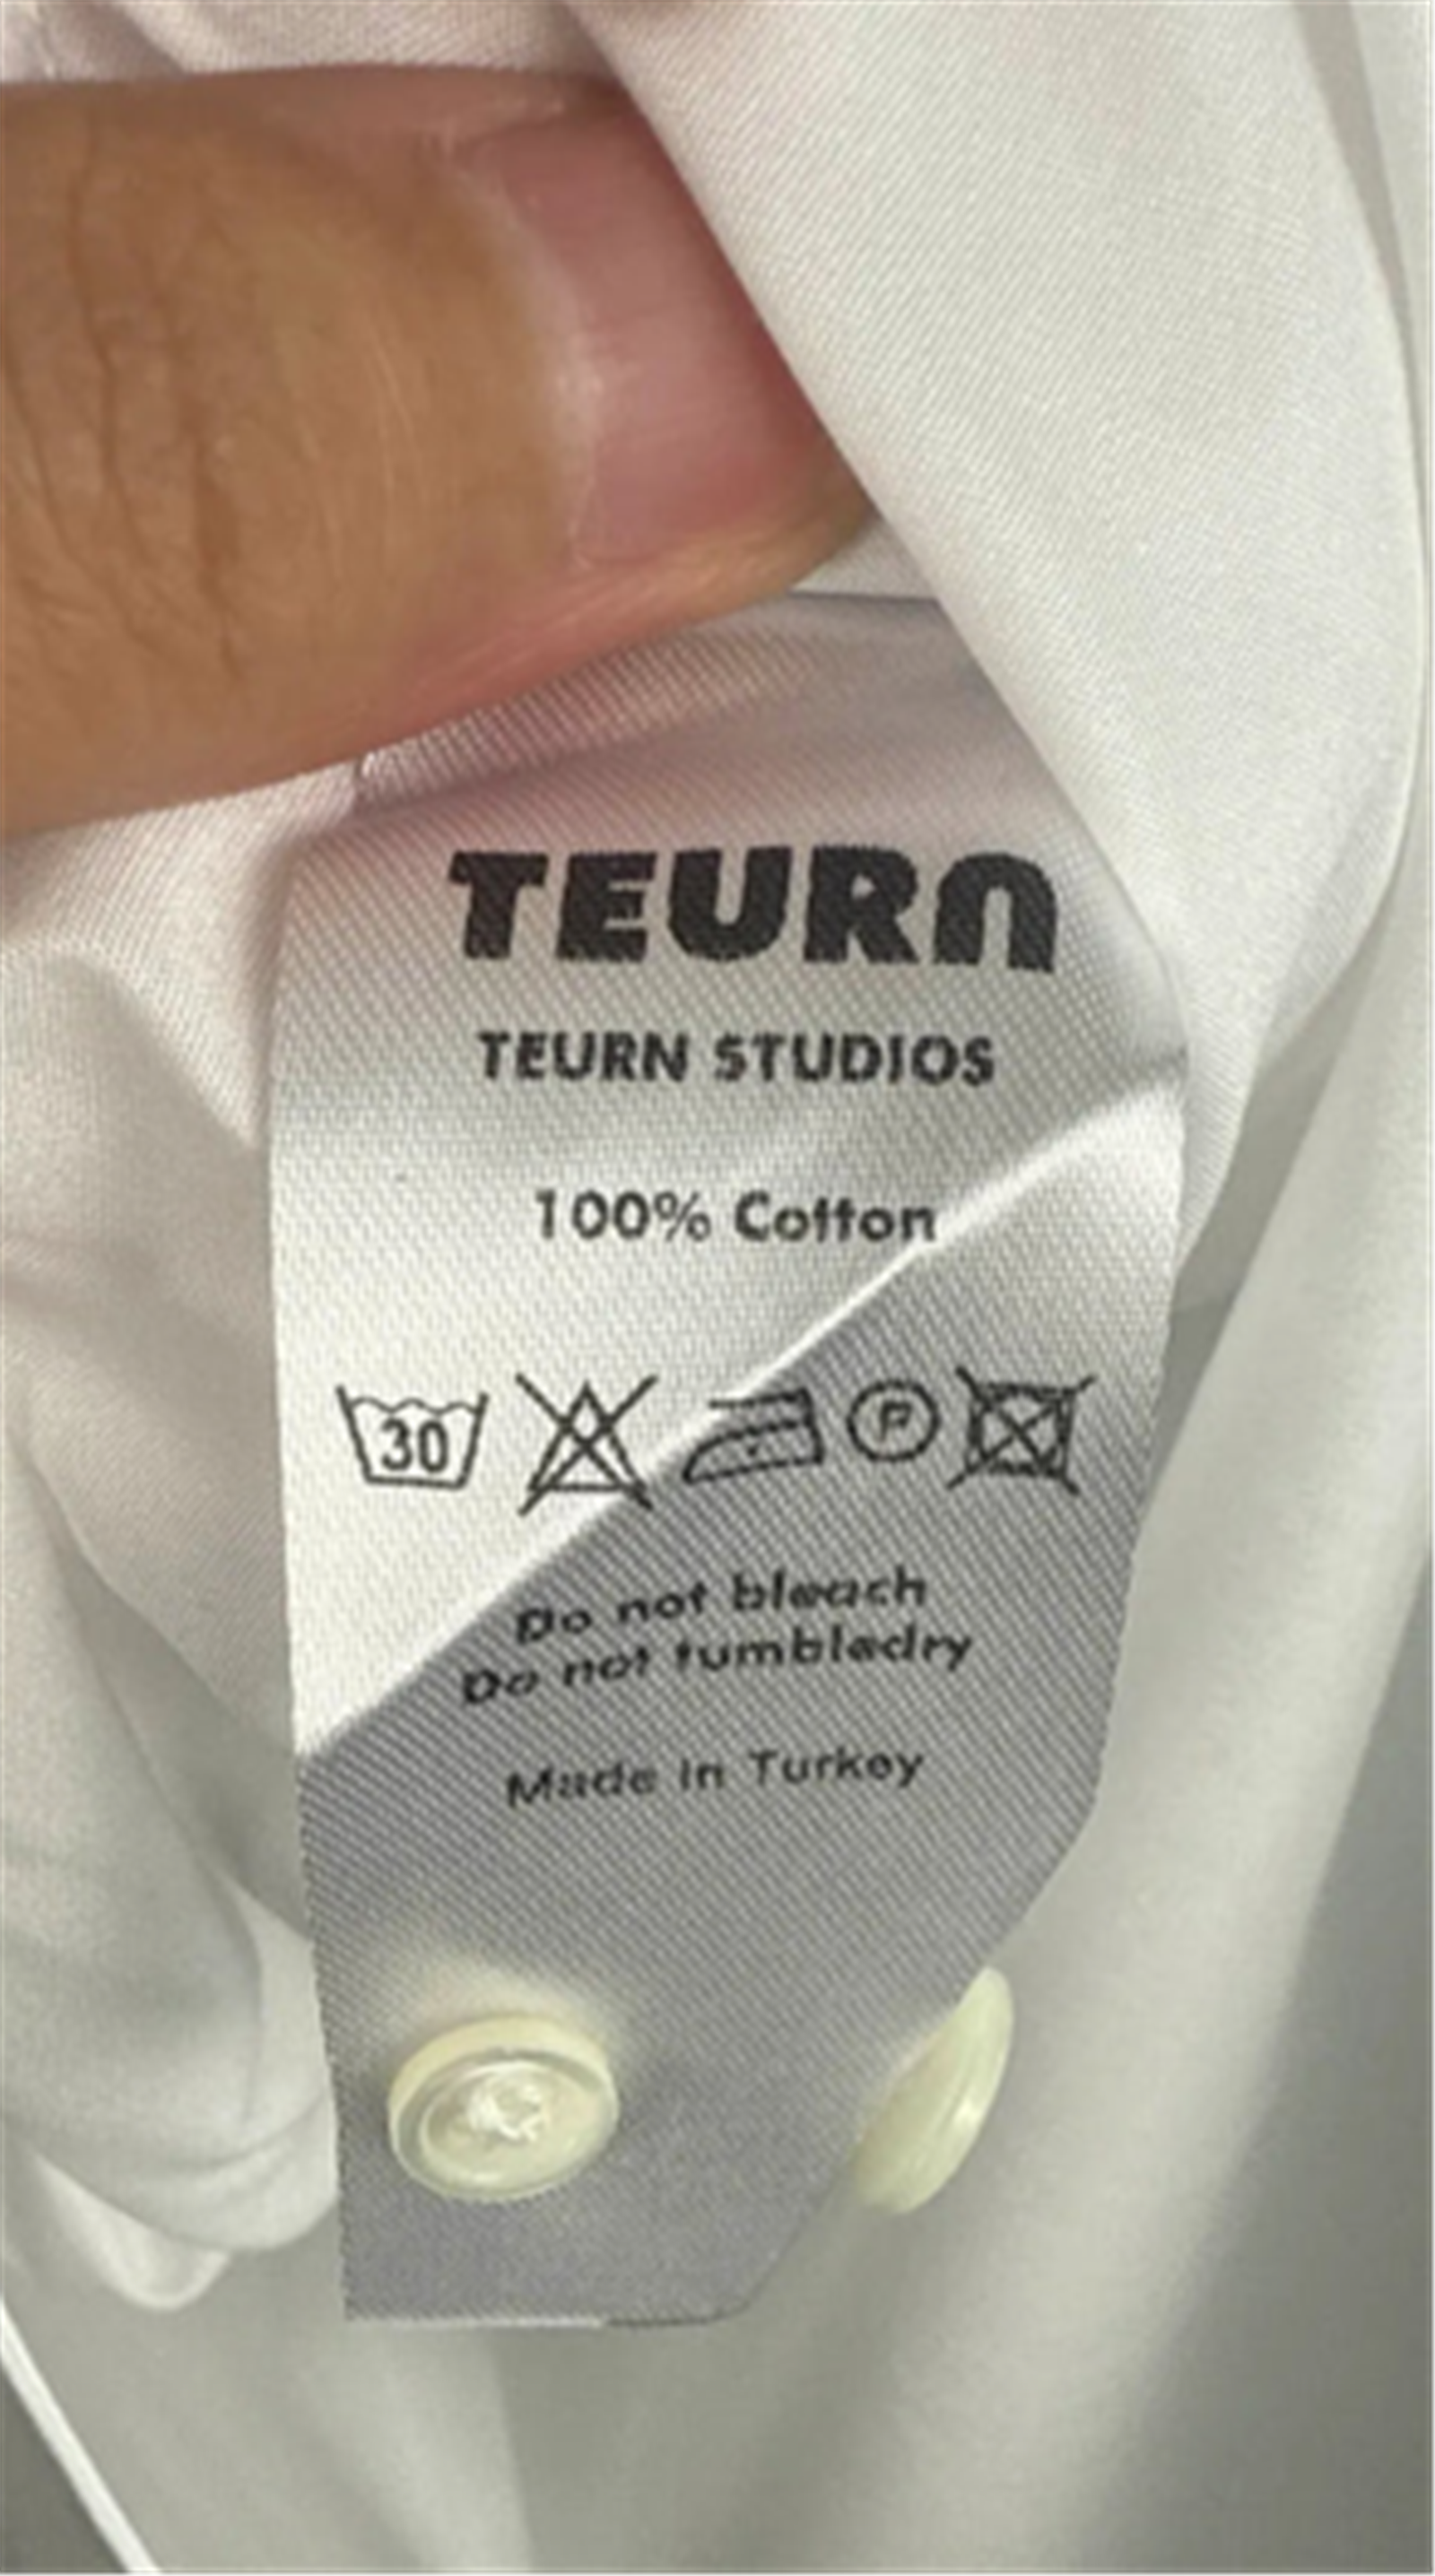 TEURN
TEURN STUDIOS
100% Cotton
30 P
Do not bleach
Do not tumbledry
Made in Turkey